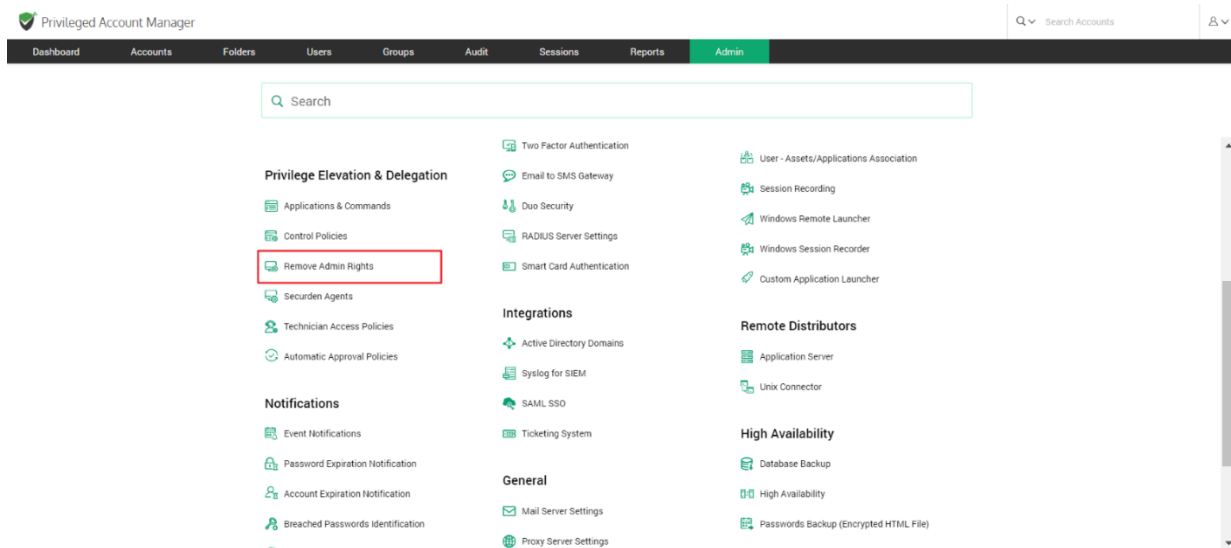 Privileged Account Manager
Search Accounts
Dashboard Accounts Folders Users Groups Audit Sessions Reports Admin
Search
Privilege Elevation & Delegation
Applications & Commands
Control Policies
Remove Admin Rights
Securden Agents
Technician Access Policies
Automatic Approval Policies
Notifications
Event Notifications
Password Expiration Notification
Account Expiration Notification
Breached Passwords Identification
Two Factor Authentication
Email to SMS Gateway
Duo Security
RADIUS Server Settings
Smart Card Authentication
Integrations
Active Directory Domains
Syslog for SIEM
SAML SSO
Ticketing System
General
Mail Server Settings
Proxy Server Settings
User - Assets/Applications Association
Session Recording
Windows Remote Launcher
Windows Session Recorder
Custom Application Launcher
Remote Distributors
Application Server
Unix Connector
High Availability
Database Backup
High Availability
Passwords Backup (Encrypted HTML File)